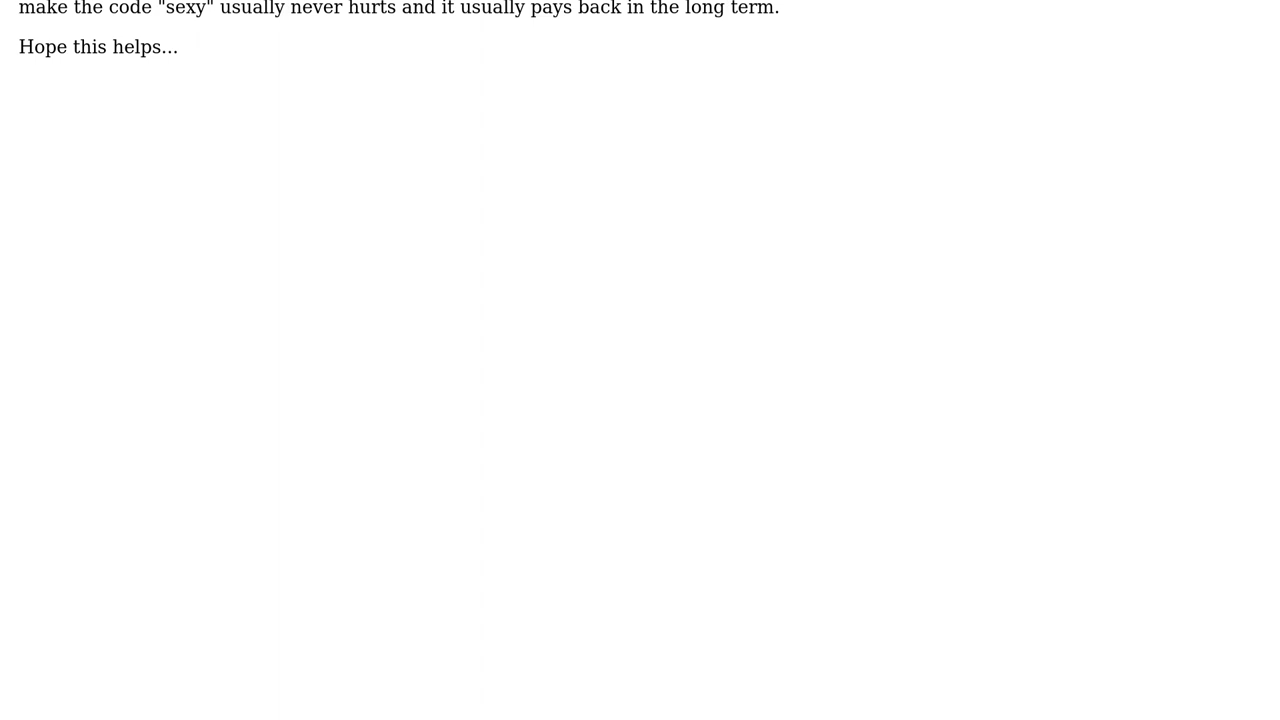 make the code "sexy" usually never hurts and it usually pays back in the long term.
Hope this helps...